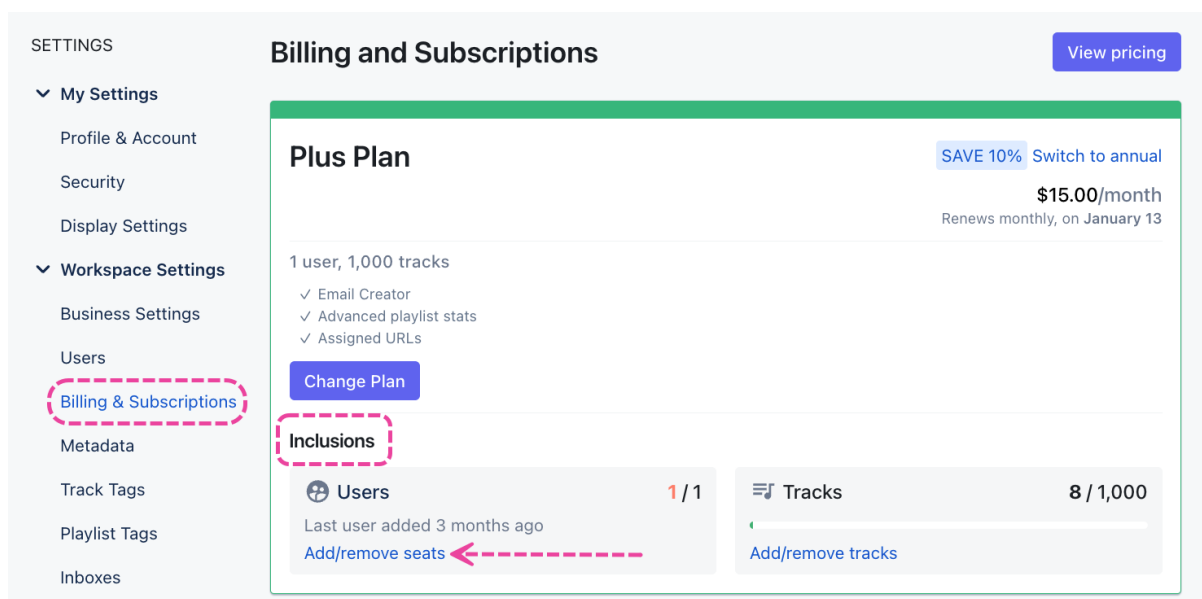 SETTINGS
My Settings
Profile & Account
Security
Display Settings
Workspace Settings
Business Settings
Users
Billing & Subscriptions
Metadata
Track Tags
Playlist Tags
Inboxes
Billing and Subscriptions
View pricing
Plus Plan
SAVE 10% Switch to annual
$15.00/month
Renews monthly, on January 13
1 user, 1,000 tracks
Email Creator
Advanced playlist stats
Assigned URLs
Change Plan
Inclusions
Users 1 / 1
Last user added 3 months ago
Add/remove seats
Tracks 8 / 1,000
Add/remove tracks